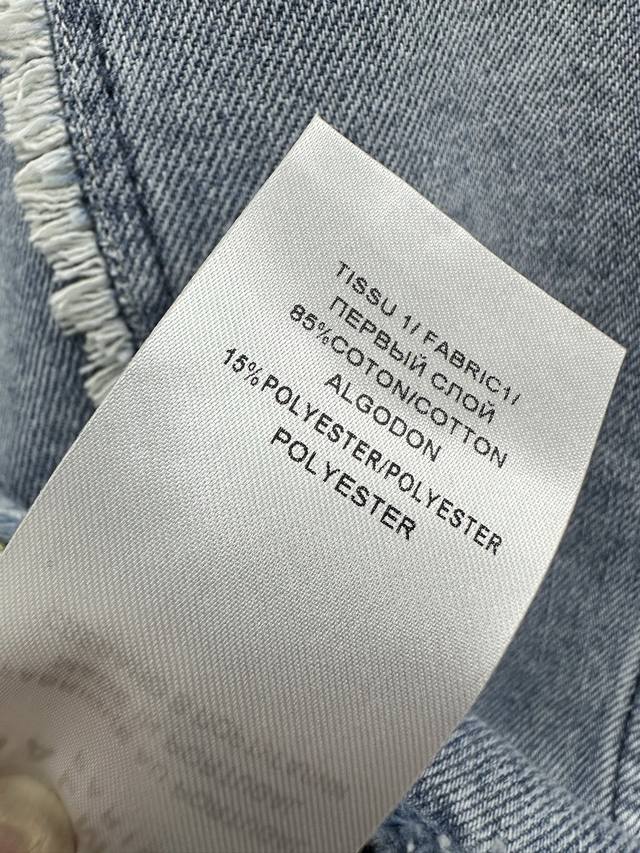 TISSU 1/ FABRIC1/
ПЕРВЫЙ СЛОЙ
85%COTON/COTTON
ALGODON
15%POLYESTER/POLYESTER
POLYESTER